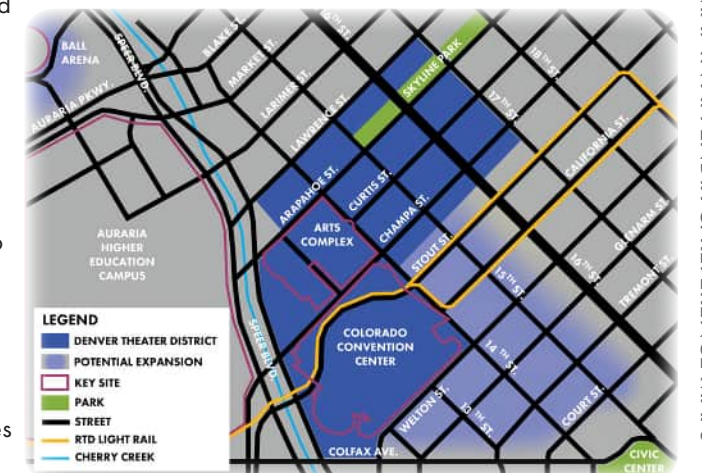 d
BALL
ARENA
SPEER BLVD.
BLAKE ST.
MARKET ST.
LARIMER ST.
LAWRENCE ST.
16TH ST.
SKYLINE PARK
18TH ST.
17TH ST.
AURARIA PKWY.
CALIFORNIA ST.
ARAPAHOE ST.
CURTIS ST.
CHAMPA ST.
GLENARM ST.
AURARIA
HIGHER
EDUCATION
CAMPUS
ARTS
COMPLEX
STOUT ST.
15TH ST.
16TH ST.
TREMONT ST.
LEGEND
DENVER THEATER DISTRICT
POTENTIAL EXPANSION
KEY SITE
PARK
STREET
RTD LIGHT RAIL
CHERRY CREEK
SPEER BLVD.
COLORADO
CONVENTION
CENTER
14TH ST.
13TH ST.
WELTON ST.
COURT ST.
COLFAX AVE.
CIVIC
CENTER
es